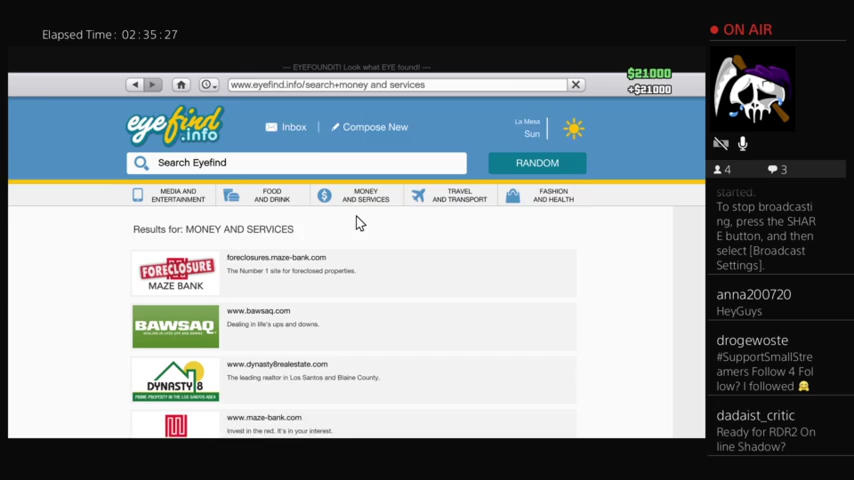 Elapsed Time : 02:35:27
ON AIR
--- EYEFOUNDIT! Look what EYE found! ---
www.eyefind.info/search+money and services
$21000
+$21000
eyefind
.info
Inbox
Compose New
La Mesa
Sun
Search Eyefind
RANDOM
MEDIA AND
ENTERTAINMENT
FOOD
AND DRINK
MONEY
AND SERVICES
TRAVEL
AND TRANSPORT
FASHION
AND HEALTH
Results for: MONEY AND SERVICES
FORECLOSURE
MAZE BANK
foreclosures.maze-bank.com
The Number 1 site for foreclosed properties.
BAWSAQ
www.bawsaq.com
Dealing in life's ups and downs.
DYNASTY 8
PRIME PROPERTY IN THE LOS SANTOS AREA
www.dynasty8realestate.com
The leading realtor in Los Santos and Blaine County.
www.maze-bank.com
Invest in the red. It's in your interest.
4
3
started.
To stop broadcasti
ng, press the SHAR
E button, and then
select [Broadcast
Settings].
anna200720
HeyGuys
drogewoste
#SupportSmallStre
amers Follow 4 Fol
low? I followed 🤗
dadaist_critic
Ready for RDR2 On
line Shadow?